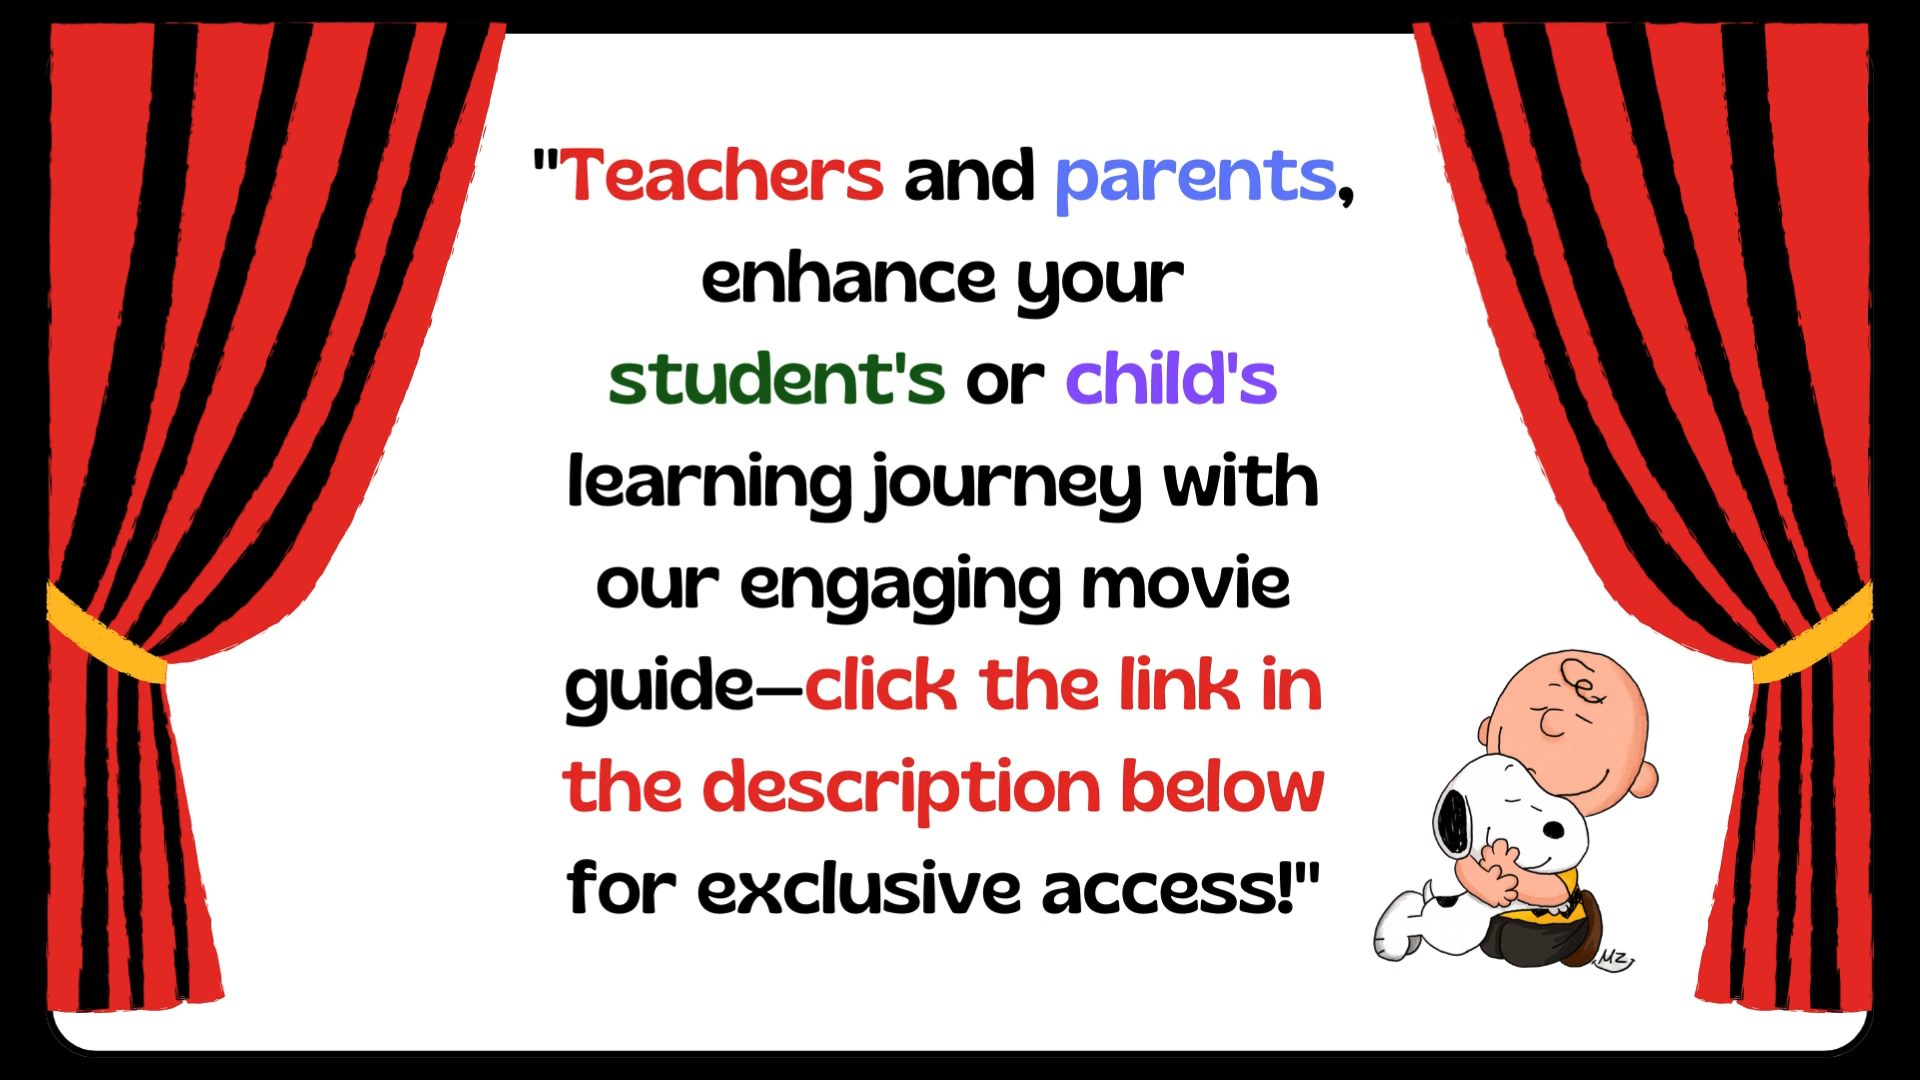 "Teachers and parents,
enhance your
student's or child's
learning journey with
our engaging movie
guide—click the link in
the description below
for exclusive access!"
MZ